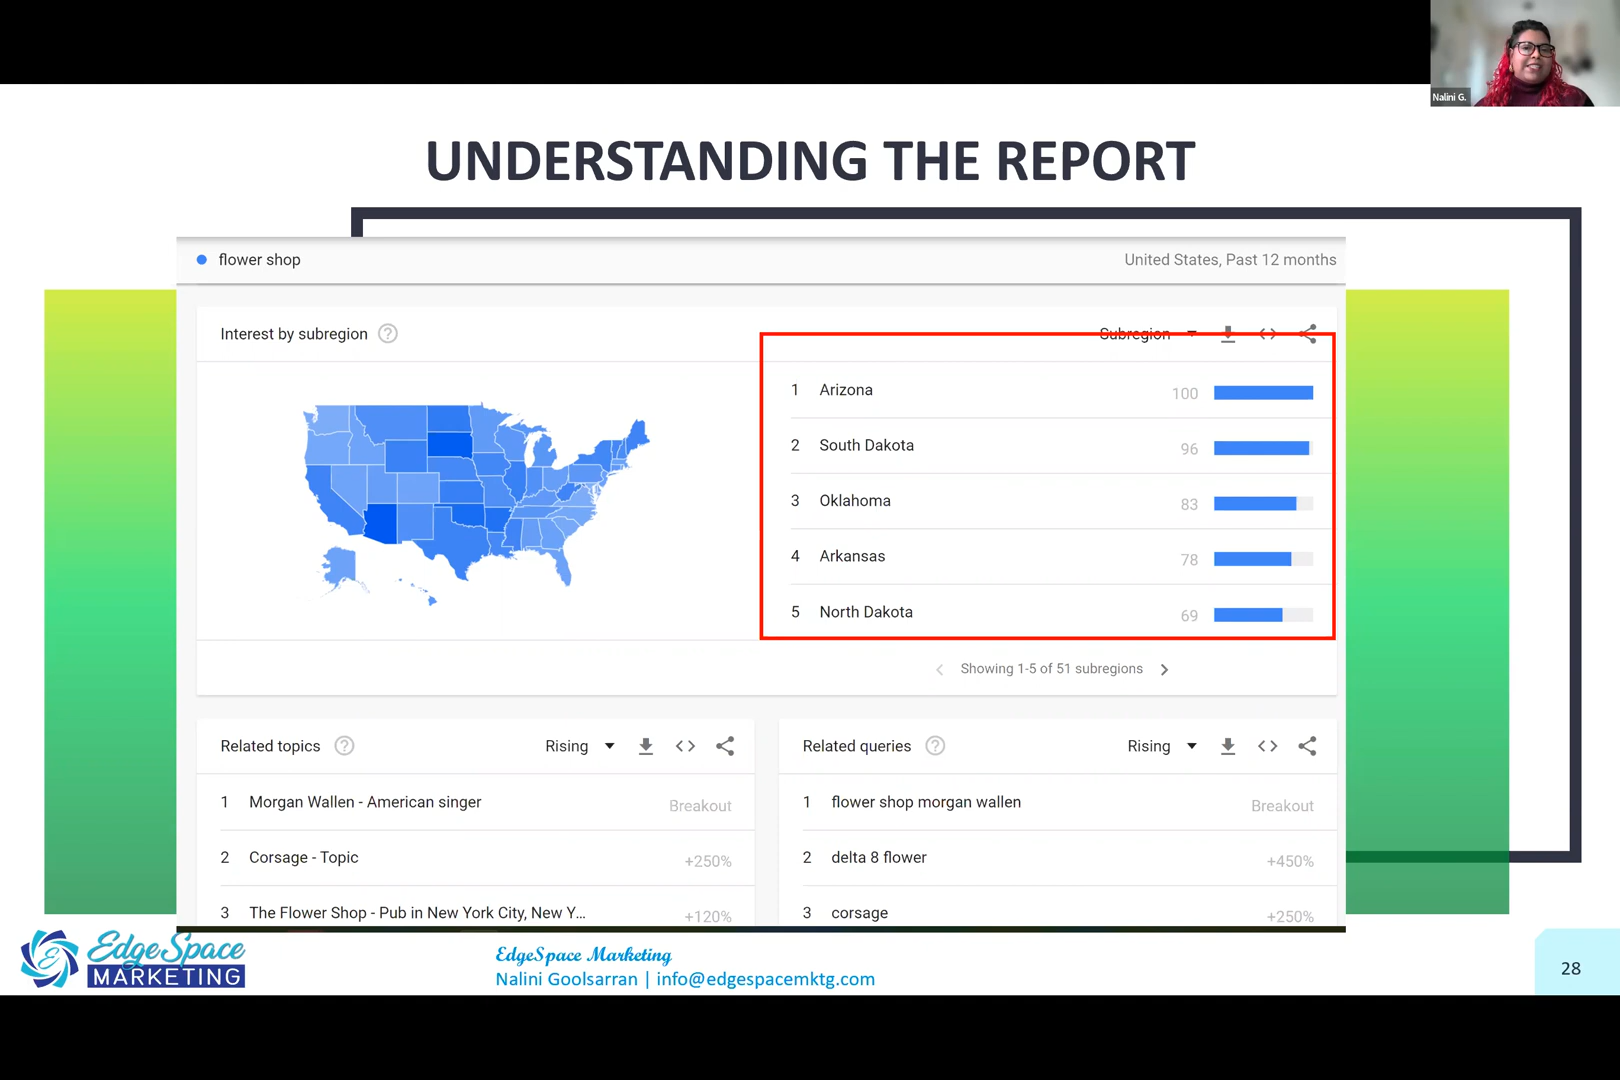 Nalini G.
UNDERSTANDING THE REPORT
flower shop
United States, Past 12 months
Interest by subregion ?
Subregion
1 Arizona 100
2 South Dakota 96
3 Oklahoma 83
4 Arkansas 78
5 North Dakota 69
Showing 1-5 of 51 subregions
Related topics ?
Rising
1 Morgan Wallen - American singer Breakout
2 Corsage - Topic +250%
3 The Flower Shop - Pub in New York City, New Y... +120%
Related queries ?
Rising
1 flower shop morgan wallen Breakout
2 delta 8 flower +450%
3 corsage +250%
EdgeSpace
MARKETING
EdgeSpace Marketing
Nalini Goolsarran | info@edgespacemktg.com
28